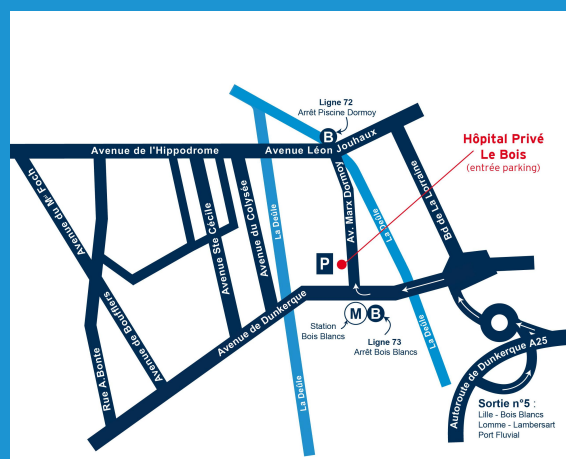 Ligne 72
Arrêt Piscine Dormoy
B
Avenue de l'Hippodrome
Avenue Léon Jouhaux
Hôpital Privé
Le Bois
(entrée parking)
Avenue du Mal Foch
Avenue Ste Cécile
Avenue du Colysée
La Deûle
Av. Marx Dormoy
La Deûle
Bd de La Lorraine
P
Avenue de Boufflers
Rue A.Bonte
Avenue de Dunkerque
M
B
Station
Bois Blancs
Ligne 73
Arrêt Bois Blancs
La Deûle
La Deûle
Autoroute de Dunkerque A25
Sortie n°5 :
Lille - Bois Blancs
Lomme - Lambersart
Port Fluvial